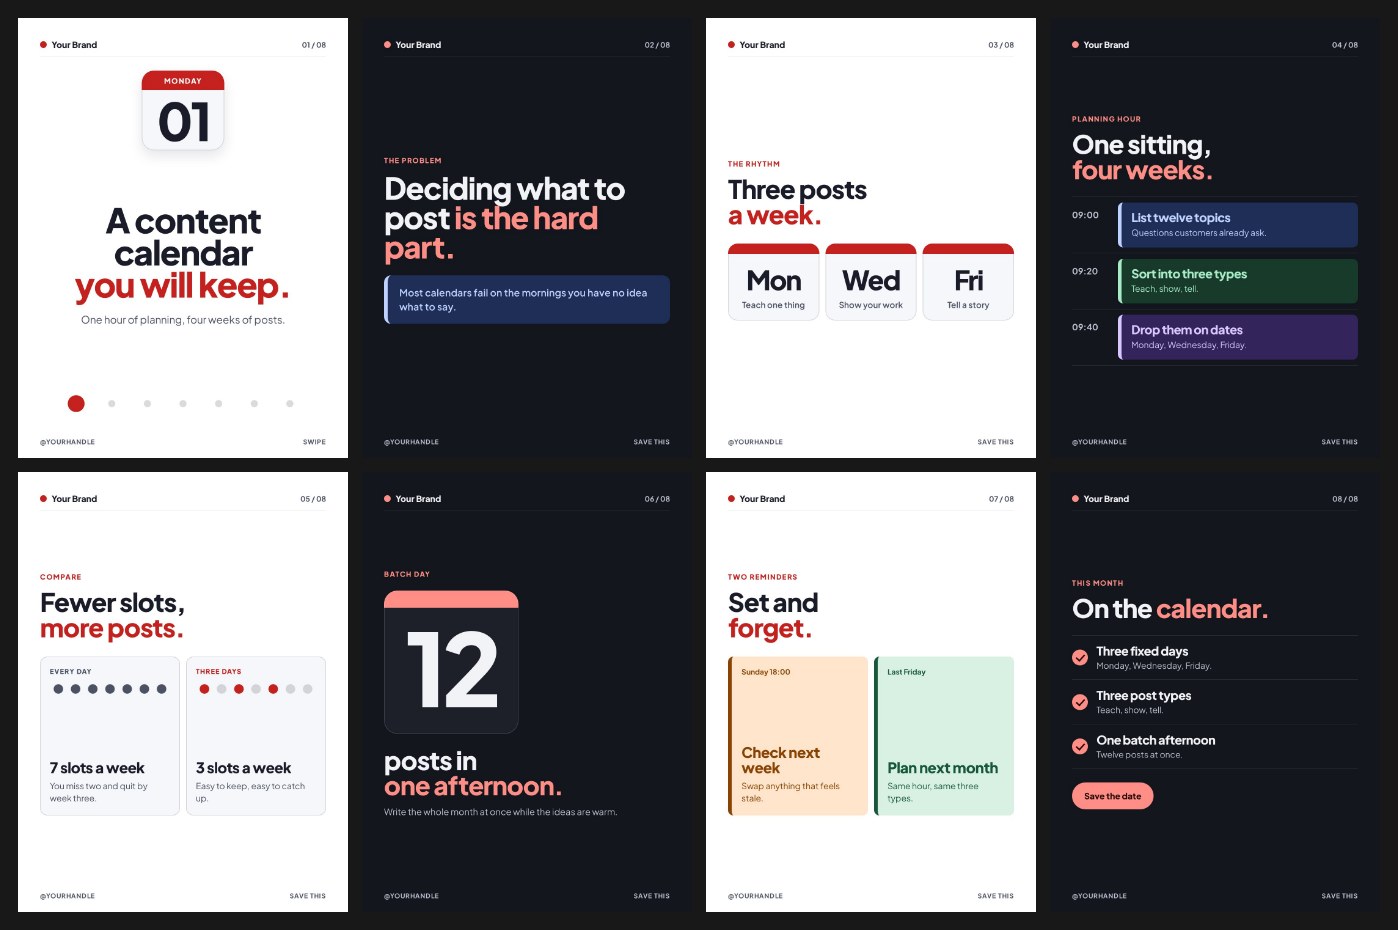 Your Brand
01 / 08
MONDAY
01
A content
calendar
you will keep.
One hour of planning, four weeks of posts.
@YOURHANDLE
SWIPE
Your Brand
02 / 08
THE PROBLEM
Deciding what to
post is the hard
part.
Most calendars fail on the mornings you have no idea
what to say.
@YOURHANDLE
SAVE THIS
Your Brand
03 / 08
THE RHYTHM
Three posts
a week.
Mon
Teach one thing
Wed
Show your work
Fri
Tell a story
@YOURHANDLE
SAVE THIS
Your Brand
04 / 08
PLANNING HOUR
One sitting,
four weeks.
09:00
List twelve topics
Questions customers already ask.
09:20
Sort into three types
Teach, show, tell.
09:40
Drop them on dates
Monday, Wednesday, Friday.
@YOURHANDLE
SAVE THIS
Your Brand
05 / 08
COMPARE
Fewer slots,
more posts.
EVERY DAY
7 slots a week
You miss two and quit by
week three.
THREE DAYS
3 slots a week
Easy to keep, easy to catch
up.
@YOURHANDLE
SAVE THIS
Your Brand
06 / 08
BATCH DAY
12
posts in
one afternoon.
Write the whole month at once while the ideas are warm.
@YOURHANDLE
SAVE THIS
Your Brand
07 / 08
TWO REMINDERS
Set and
forget.
Sunday 18:00
Check next
week
Swap anything that feels
stale.
Last Friday
Plan next month
Same hour, same three
types.
@YOURHANDLE
SAVE THIS
Your Brand
08 / 08
THIS MONTH
On the calendar.
Three fixed days
Monday, Wednesday, Friday.
Three post types
Teach, show, tell.
One batch afternoon
Twelve posts at once.
Save the date
@YOURHANDLE
SAVE THIS